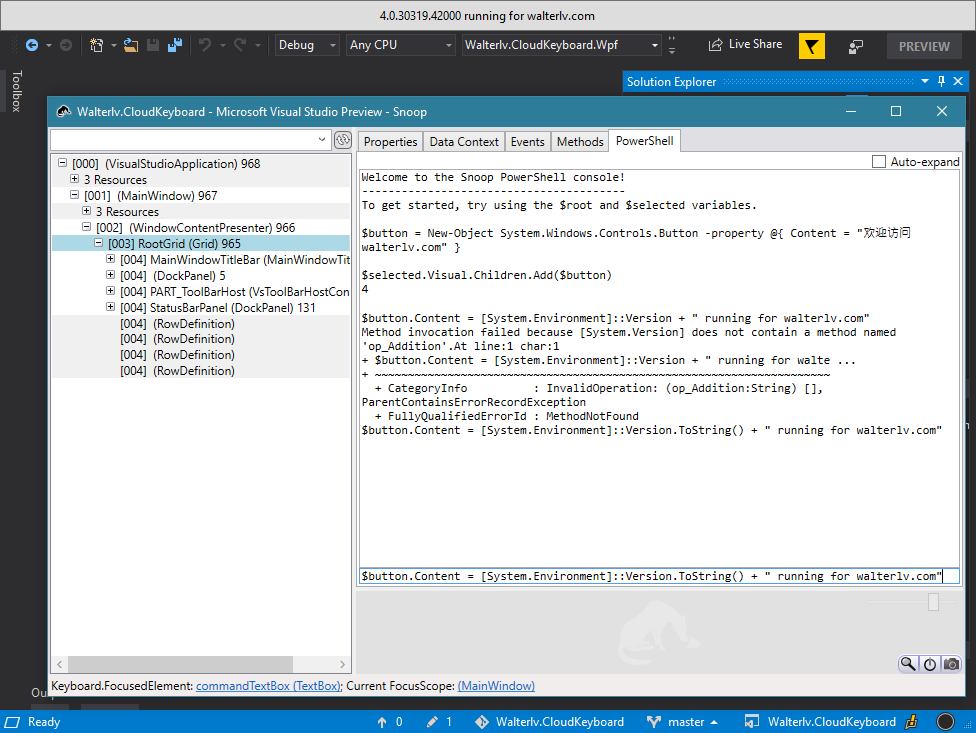 4.0.30319.42000 running for walterlv.com
Debug
Any CPU
Walterlv.CloudKeyboard.Wpf
Live Share
PREVIEW
Toolbox
Solution Explorer
Walterlv.CloudKeyboard - Microsoft Visual Studio Preview - Snoop
[000] (VisualStudioApplication) 968
3 Resources
[001] (MainWindow) 967
3 Resources
[002] (WindowContentPresenter) 966
[003] RootGrid (Grid) 965
[004] MainWindowTitleBar (MainWindowTit
[004] (DockPanel) 5
[004] PART_ToolBarHost (VsToolBarHostCon
[004] StatusBarPanel (DockPanel) 131
[004] (RowDefinition)
[004] (RowDefinition)
[004] (RowDefinition)
[004] (RowDefinition)
Properties
Data Context
Events
Methods
PowerShell
Auto-expand
Welcome to the Snoop PowerShell console!
----------------------------------------
To get started, try using the $root and $selected variables.
$button = New-Object System.Windows.Controls.Button -property @{ Content = "欢迎访问
walterlv.com" }
$selected.Visual.Children.Add($button)
4
$button.Content = [System.Environment]::Version + " running for walterlv.com"
Method invocation failed because [System.Version] does not contain a method named
'op_Addition'.At line:1 char:1
+ $button.Content = [System.Environment]::Version + " running for walte ...
+ ~~~~~~~~~~~~~~~~~~~~~~~~~~~~~~~~~~~~~~~~~~~~~~~~~~~~~~~~~~~~~~~~~~~~~
+ CategoryInfo : InvalidOperation: (op_Addition:String) [],
ParentContainsErrorRecordException
+ FullyQualifiedErrorId : MethodNotFound
$button.Content = [System.Environment]::Version.ToString() + " running for walterlv.com"
$button.Content = [System.Environment]::Version.ToString() + " running for walterlv.com"
Keyboard.FocusedElement: commandTextBox (TextBox); Current FocusScope: (MainWindow)
Ou
Ready
0
1
Walterlv.CloudKeyboard
master
Walterlv.CloudKeyboard